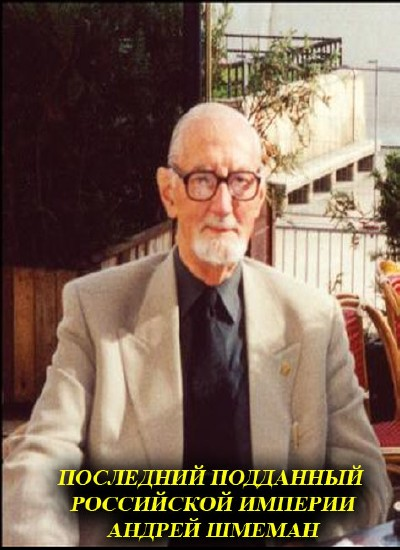 ПОСЛЕДНИЙ ПОДДАННЫЙ
РОССИЙСКОЙ ИМПЕРИИ
АНДРЕЙ ШМЕМАН